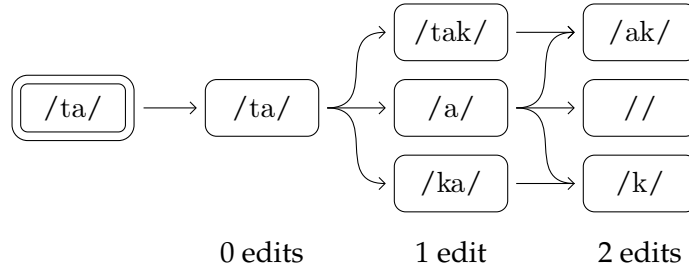 /tak/ /ak/
/ta/ /ta/ /a/ //
/ka/ /k/
0 edits 1 edit 2 edits